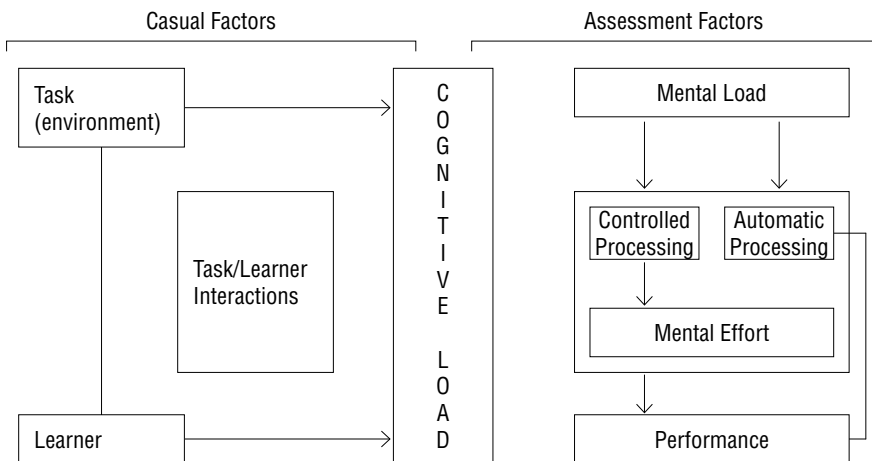 Casual Factors
Assessment Factors
Task
(environment)
Task/Learner
Interactions
Learner
C
O
G
N
I
T
I
V
E
L
O
A
D
Mental Load
Controlled
Processing
Automatic
Processing
Mental Effort
Performance